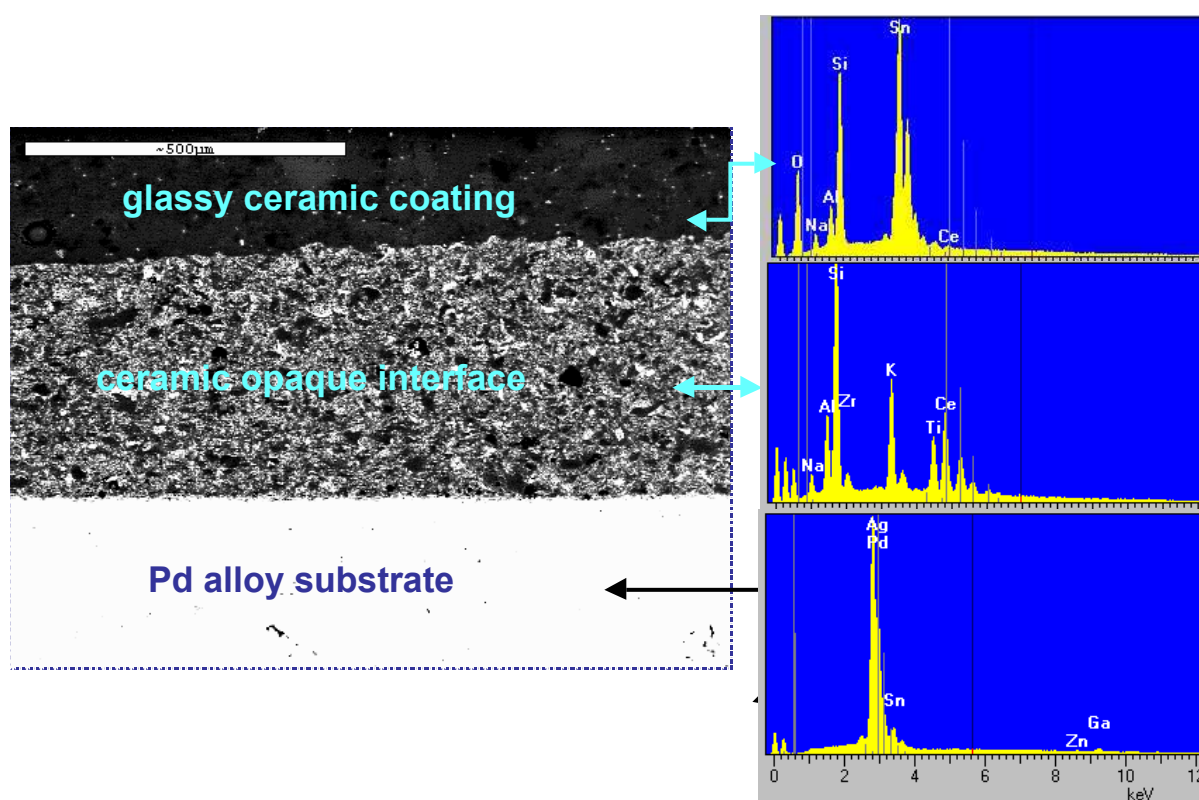 ~500µm
glassy ceramic coating
ceramic opaque interface
Pd alloy substrate
Sn
Si
O
Al
Na
Ce
Si
K
Al Zr
Ce
Ti
Na
Ag
Pd
Sn
Ga
Zn
0 2 4 6 8 10 12
keV